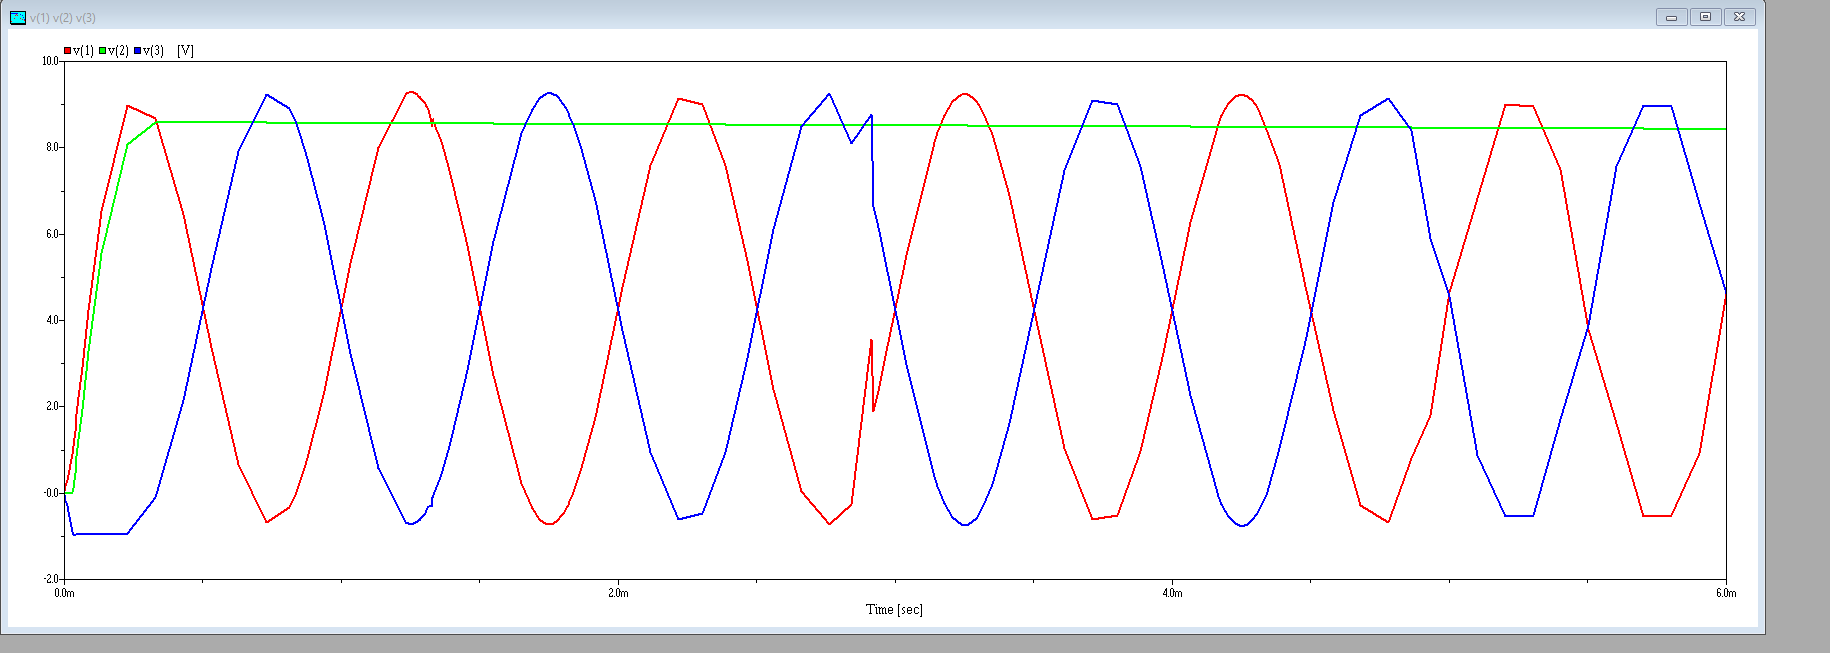 v(1) v(2) v(3)
v(1) v(2) v(3) [V]
10.0
8.0
6.0
4.0
2.0
-0.0
-2.0
0.0m 2.0m 4.0m 6.0m
Time [sec]